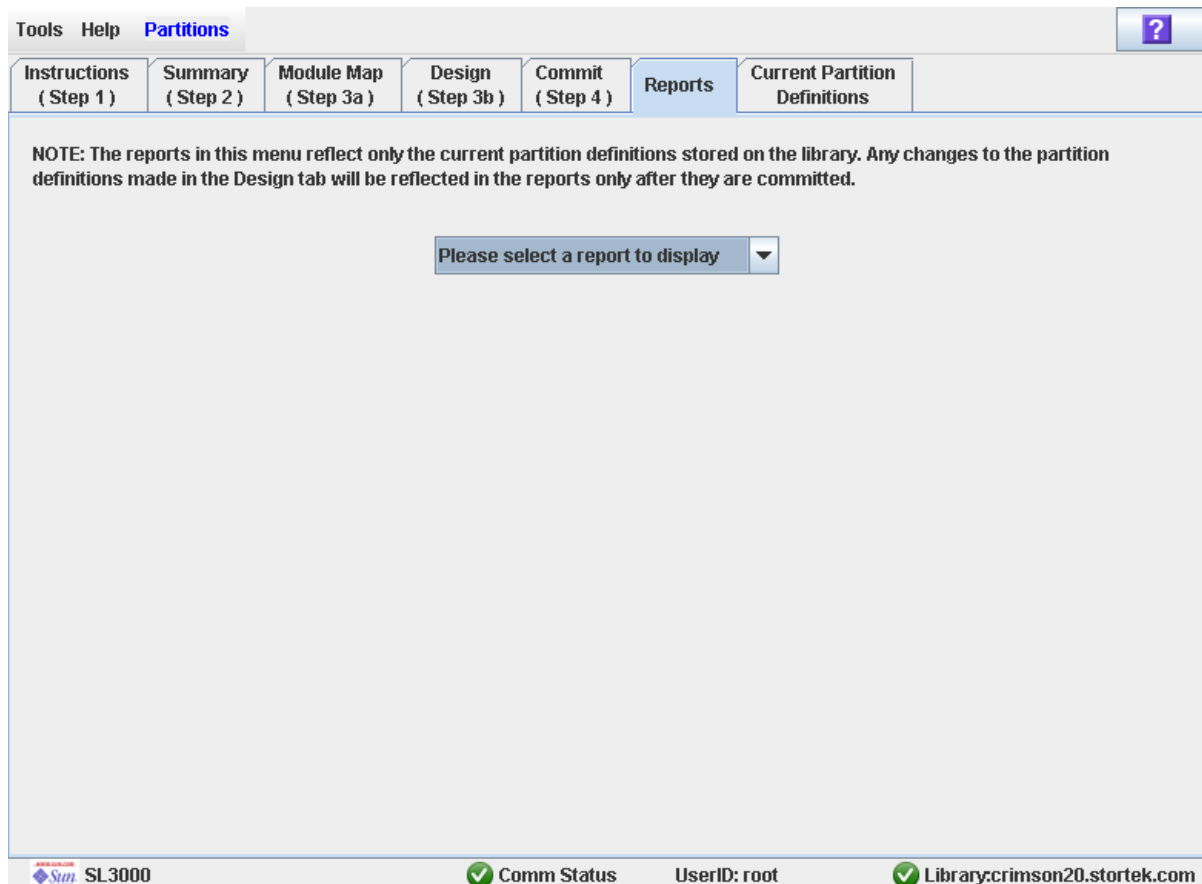 Tools Help Partitions ?
Instructions Summary Module Map Design Commit Reports Current Partition
( Step 1 ) ( Step 2 ) ( Step 3a ) ( Step 3b ) ( Step 4 ) Definitions
NOTE: The reports in this menu reflect only the current partition definitions stored on the library. Any changes to the partition
definitions made in the Design tab will be reflected in the reports only after they are committed.
Please select a report to display
Sun SL3000 Comm Status UserID: root Library:crimson20.stortek.com